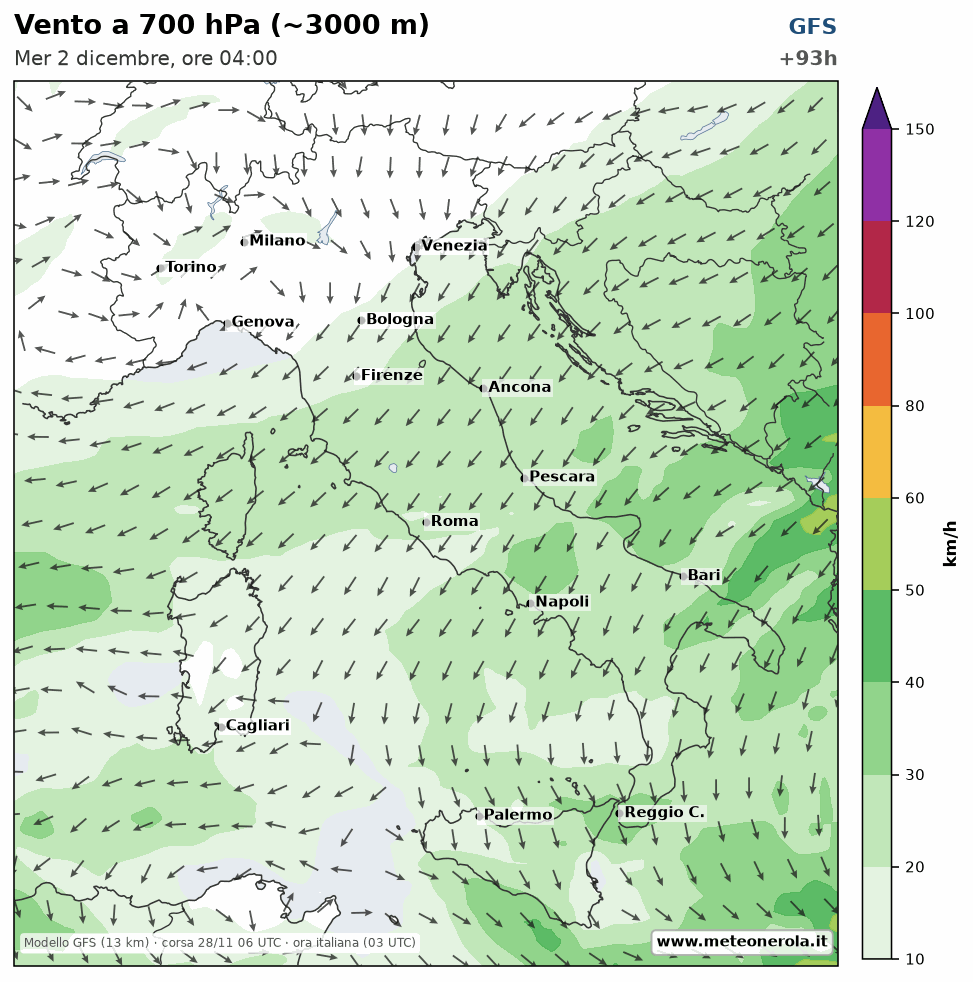 Vento a 700 hPa (~3000 m)
GFS
Mer 2 dicembre, ore 04:00
+93h
150
120
100
80
60
50
40
30
20
10
km/h
Milano
Venezia
Torino
Genova
Bologna
Firenze
Ancona
Pescara
Roma
Bari
Napoli
Cagliari
Palermo
Reggio C.
Modello GFS (13 km) · corsa 28/11 06 UTC · ora italiana (03 UTC)
www.meteonerola.it